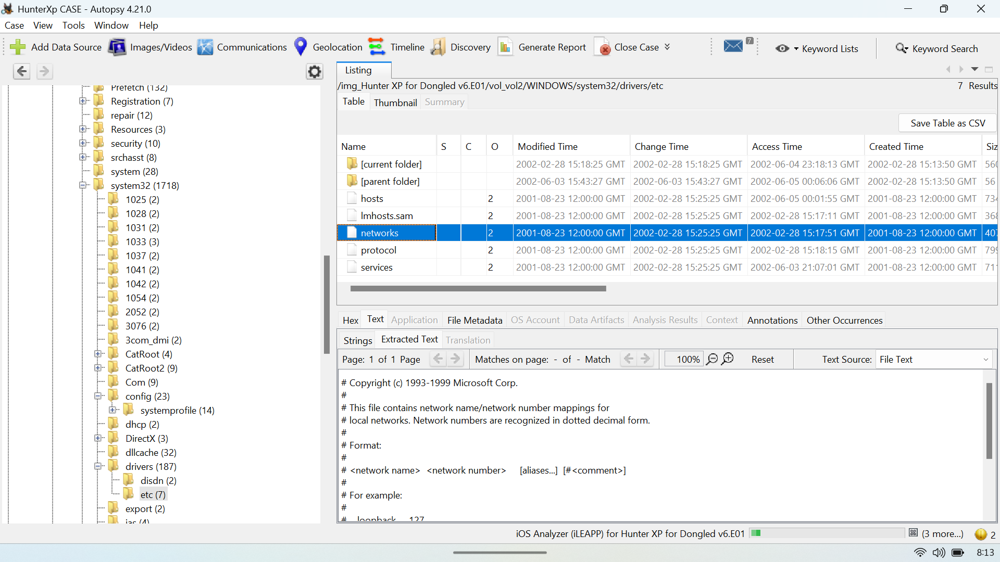 HunterXp CASE - Autopsy 4.21.0
Case View Tools Window Help
Add Data Source Images/Videos Communications Geolocation Timeline Discovery Generate Report Close Case 7 Keyword Lists Keyword Search
Prefetch (132)
Registration (7)
repair (12)
Resources (3)
security (10)
srchasst (8)
system (28)
system32 (1718)
1025 (2)
1028 (2)
1031 (2)
1033 (3)
1037 (2)
1041 (2)
1042 (2)
1054 (2)
2052 (2)
3076 (2)
3com_dmi (2)
CatRoot (4)
CatRoot2 (9)
Com (9)
config (23)
systemprofile (14)
dhcp (2)
DirectX (3)
dllcache (32)
drivers (187)
disdn (2)
etc (7)
export (2)
ias (4)
Listing
/img_Hunter XP for Dongled v6.E01/vol_vol2/WINDOWS/system32/drivers/etc 7 Results
Table Thumbnail Summary
Save Table as CSV
Name S C O Modified Time Change Time Access Time Created Time Siz
[current folder] 2002-02-28 15:18:25 GMT 2002-02-28 15:18:25 GMT 2002-06-04 23:18:13 GMT 2002-02-28 15:13:50 GMT 560
[parent folder] 2002-06-03 15:43:27 GMT 2002-06-03 15:43:27 GMT 2002-06-05 00:06:06 GMT 2002-02-28 15:13:50 GMT 56
hosts 2 2001-08-23 12:00:00 GMT 2002-02-28 15:25:25 GMT 2002-06-05 00:01:55 GMT 2001-08-23 12:00:00 GMT 734
lmhosts.sam 2 2001-08-23 12:00:00 GMT 2002-02-28 15:25:25 GMT 2002-02-28 15:17:11 GMT 2001-08-23 12:00:00 GMT 368
networks 2 2001-08-23 12:00:00 GMT 2002-02-28 15:25:25 GMT 2002-02-28 15:17:51 GMT 2001-08-23 12:00:00 GMT 407
protocol 2 2001-08-23 12:00:00 GMT 2002-02-28 15:25:25 GMT 2002-02-28 15:18:15 GMT 2001-08-23 12:00:00 GMT 799
services 2 2001-08-23 12:00:00 GMT 2002-02-28 15:25:25 GMT 2002-06-03 21:07:01 GMT 2001-08-23 12:00:00 GMT 711
Hex Text Application File Metadata OS Account Data Artifacts Analysis Results Context Annotations Other Occurrences
Strings Extracted Text Translation
Page: 1 of 1 Page Matches on page: - of - Match 100% Reset Text Source: File Text
# Copyright (c) 1993-1999 Microsoft Corp.
#
# This file contains network name/network number mappings for
# local networks. Network numbers are recognized in dotted decimal form.
#
# Format:
#
# <network name> <network number> [aliases...] [#<comment>]
#
# For example:
#
# loopback 127
iOS Analyzer (iLEAPP) for Hunter XP for Dongled v6.E01 (3 more...) 2
8:13